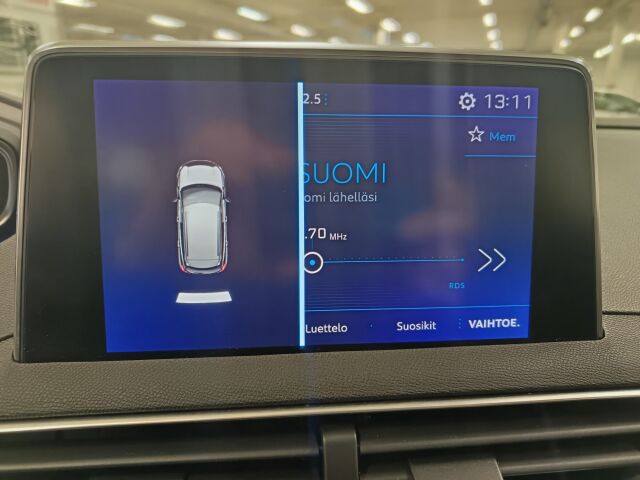 2.5
13:11
Mem
SUOMI
omi lähelläsi
.70 MHz
RDS
Luettelo
Suosikit
VAIHTOE.